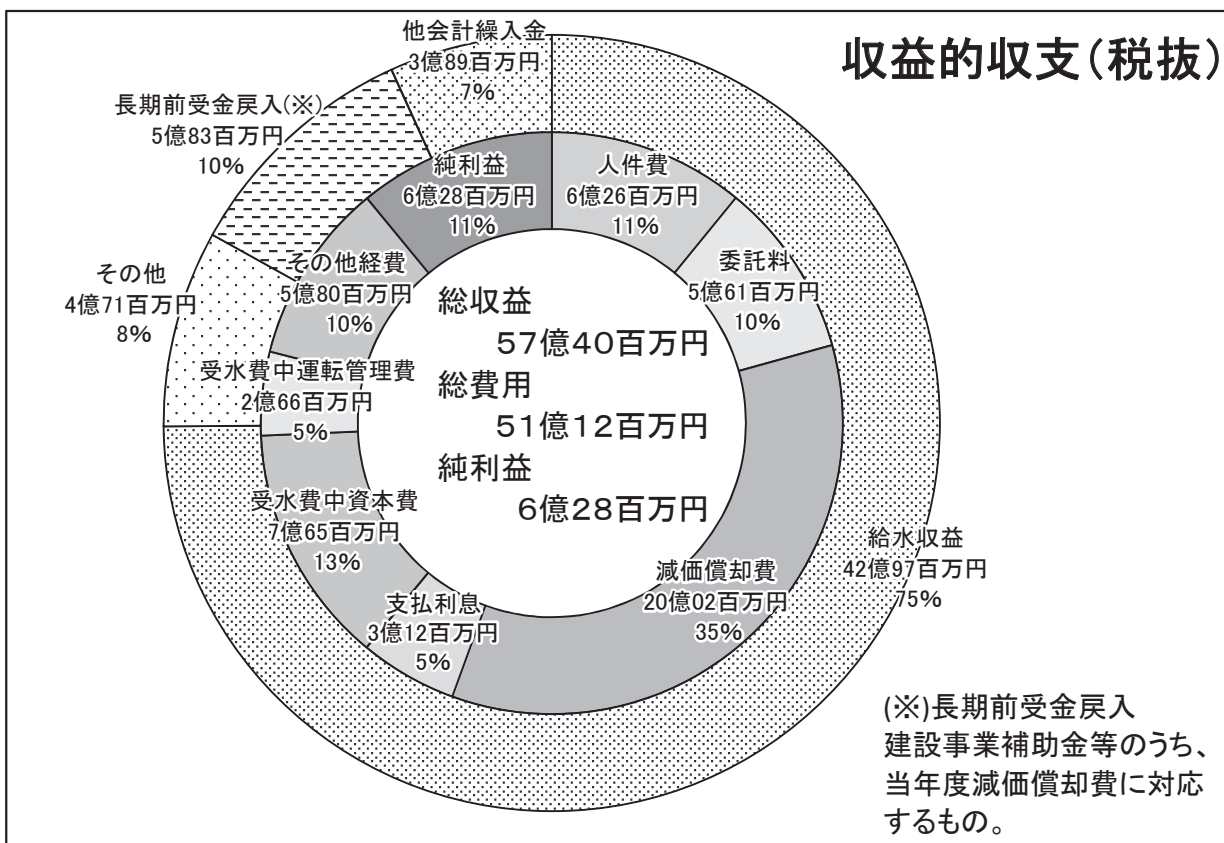 収益的収支(税抜)
他会計繰入金
3億89百万円
7%
長期前受金戻入(※)
5億83百万円
10%
その他
4億71百万円
8%
給水収益
42億97百万円
75%
純利益
6億28百万円
11%
人件費
6億26百万円
11%
委託料
5億61百万円
10%
その他経費
5億80百万円
10%
受水費中運転管理費
2億66百万円
5%
受水費中資本費
7億65百万円
13%
支払利息
3億12百万円
5%
減価償却費
20億02百万円
35%
総収益
57億40百万円
総費用
51億12百万円
純利益
6億28百万円
(※)長期前受金戻入
建設事業補助金等のうち、
当年度減価償却費に対応
するもの。